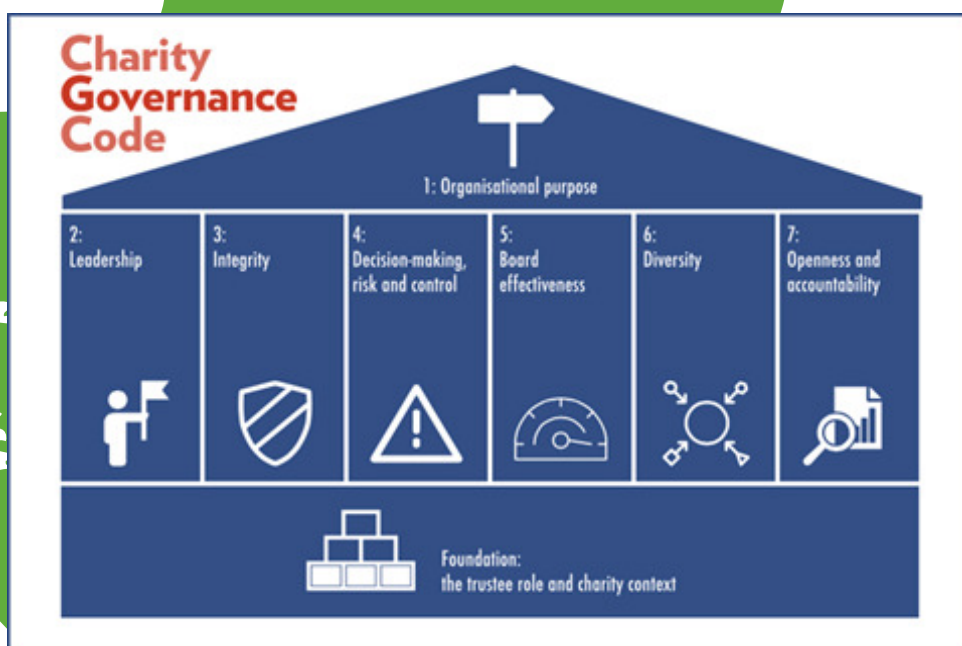 Charity
Governance
Code
1: Organisational purpose
2:
Leadership
3:
Integrity
4:
Decision-making,
risk and control
5:
Board
effectiveness
6:
Diversity
7:
Openness and
accountability
Foundation:
the trustee role and charity context